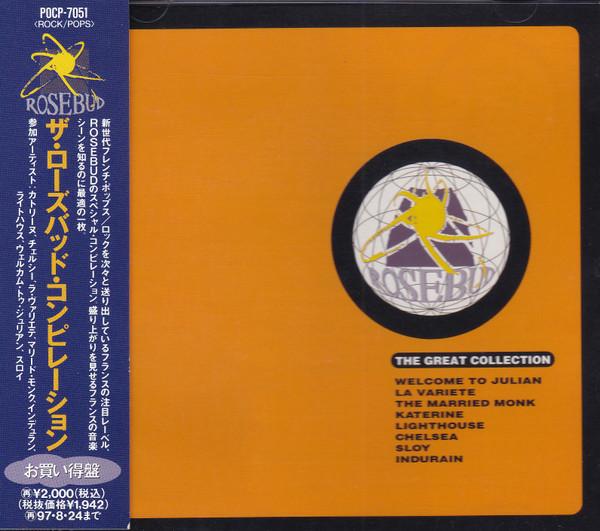 POCP-7051
〈ROCK/POPS〉
ROSEBUD
ザ・ローズバッド・コンピレーション
新世代フレンチ・ポップス/ロックを次々と送り出しているフランスの注目レーベル、
ROSEBUDのスペシャル・コンピレーション 盛り上がりを見せるフランスの音楽
シーンを知るのに最適の一枚。
参加アーティスト:カトリーヌ、チェルシー、ラ・ヴァリエテ、マリード・モンク、インデュラン、
ライトハウス、ウェルカム・トゥ・ジュリアン、スロイ
お買い得盤
再¥2,000(税込)
(税抜価格¥1,942)
再97・8・24まで
ROSEBUD
THE GREAT COLLECTION
WELCOME TO JULIAN
LA VARIETE
THE MARRIED MONK
KATERINE
LIGHTHOUSE
CHELSEA
SLOY
INDURAIN